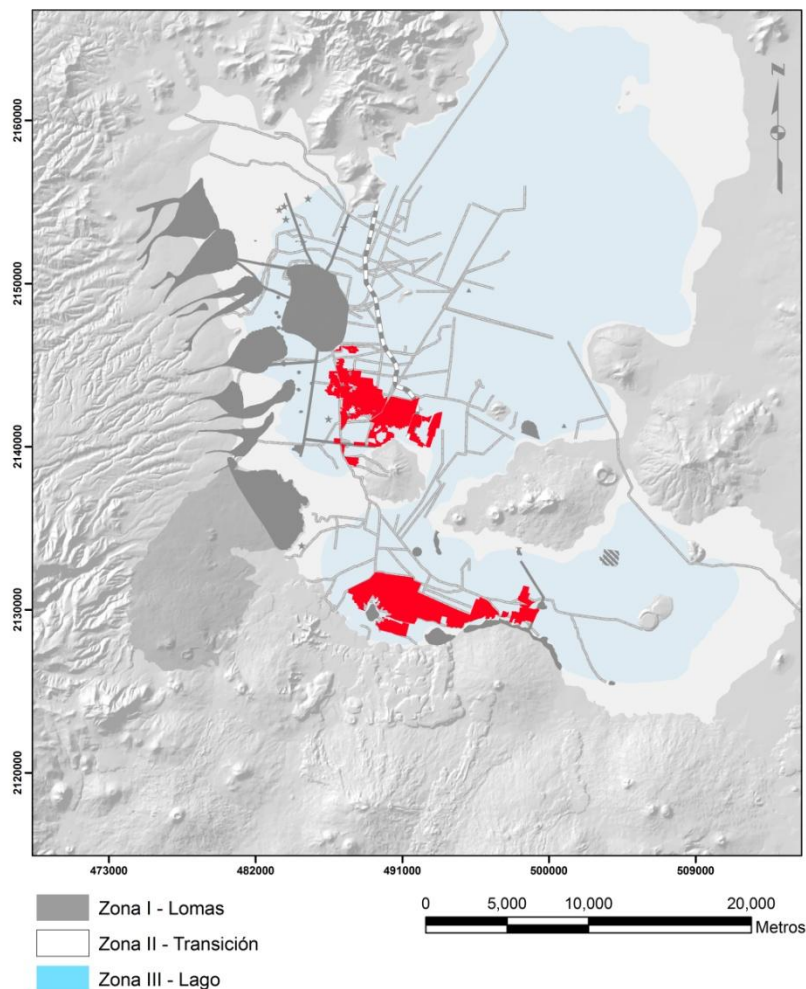 2160000
2150000
2140000
2130000
2120000
473000 482000 491000 500000 509000
Z
Zona I - Lomas
Zona II - Transición
Zona III - Lago
0 5,000 10,000 20,000
Metros